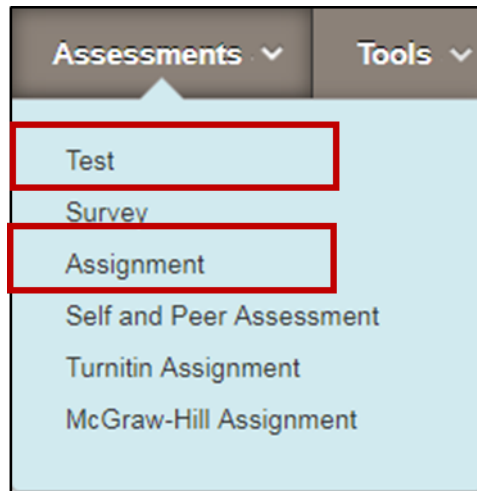 Assessments Tools
Test
Survey
Assignment
Self and Peer Assessment
Turnitin Assignment
McGraw-Hill Assignment